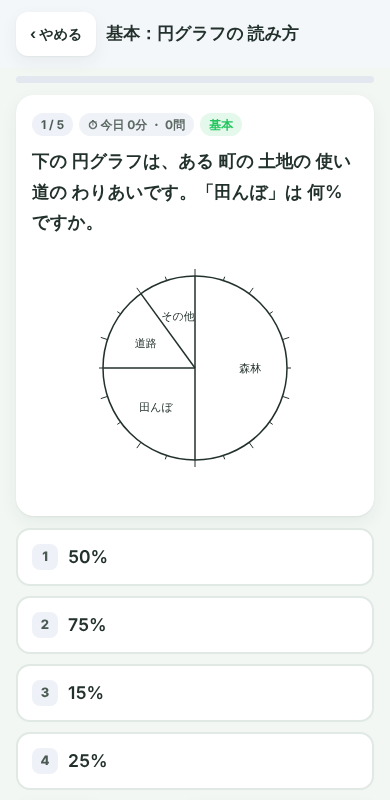 ‹ やめる 基本：円グラフの 読み方
1 / 5 ⏱ 今日 0分 · 0問 基本
下の 円グラフは、ある 町の 土地の 使い
道の わりあいです。「田んぼ」は 何%
ですか。
その他
道路
森林
田んぼ
1 50%
2 75%
3 15%
4 25%